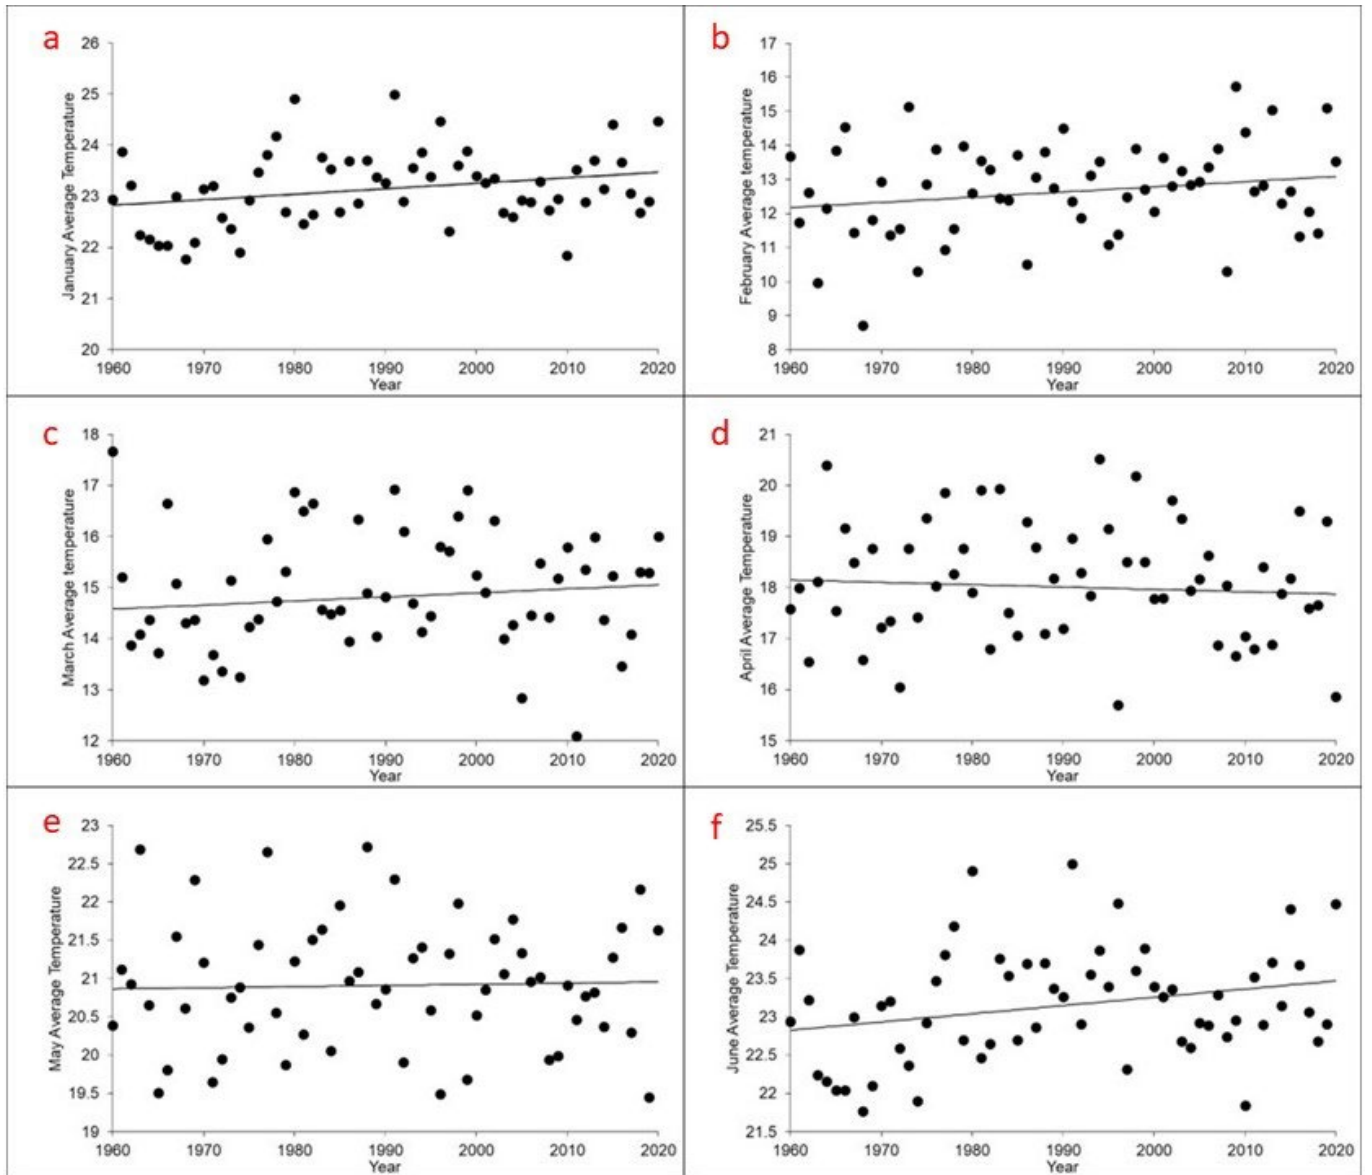 a
January Average Temperature
26
25
24
23
22
21
20
1960 1970 1980 1990 2000 2010 2020
Year
b
February Average temperature
17
16
15
14
13
12
11
10
9
8
1960 1970 1980 1990 2000 2010 2020
Year
c
March Average temperature
18
17
16
15
14
13
12
1960 1970 1980 1990 2000 2010 2020
Year
d
April Average Temperature
21
20
19
18
17
16
15
1960 1970 1980 1990 2000 2010 2020
Year
e
May Average Temperature
23
22.5
22
21.5
21
20.5
20
19.5
19
1960 1970 1980 1990 2000 2010 2020
Year
f
June Average Temperature
25.5
25
24.5
24
23.5
23
22.5
22
21.5
1960 1970 1980 1990 2000 2010 2020
Year